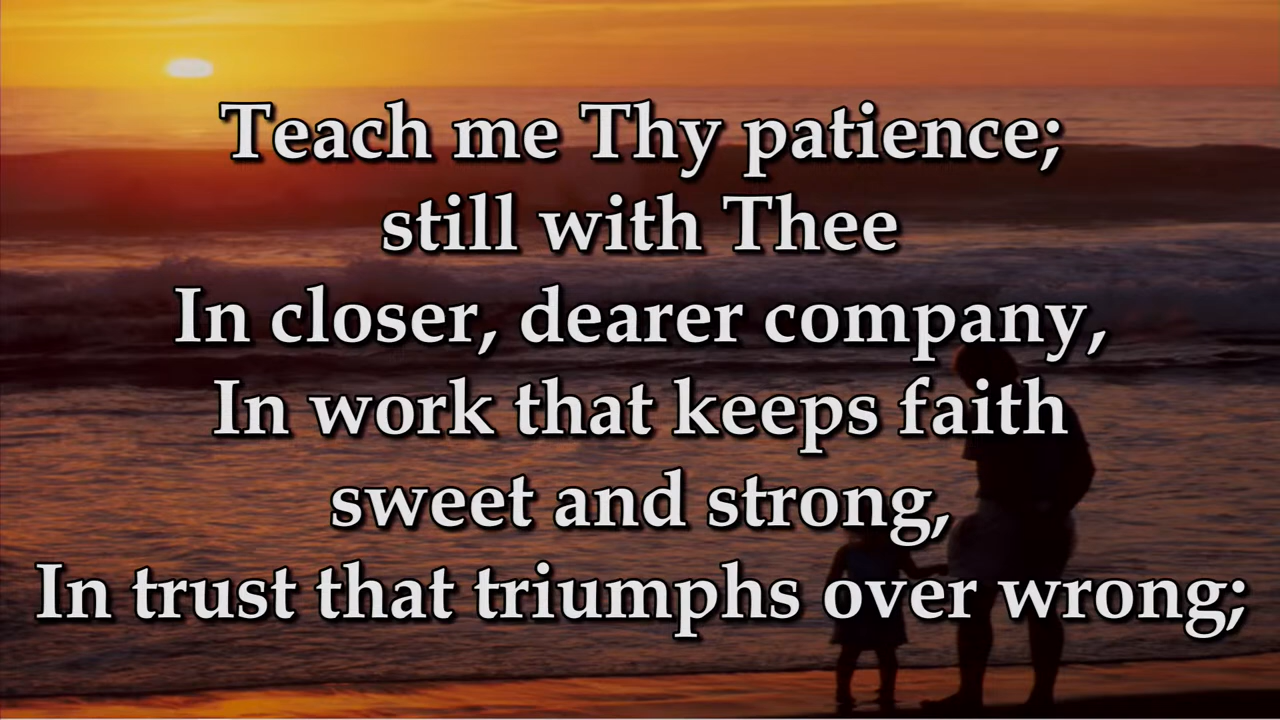 Teach me Thy patience;
still with Thee
In closer, dearer company,
In work that keeps faith
sweet and strong,
In trust that triumphs over wrong;